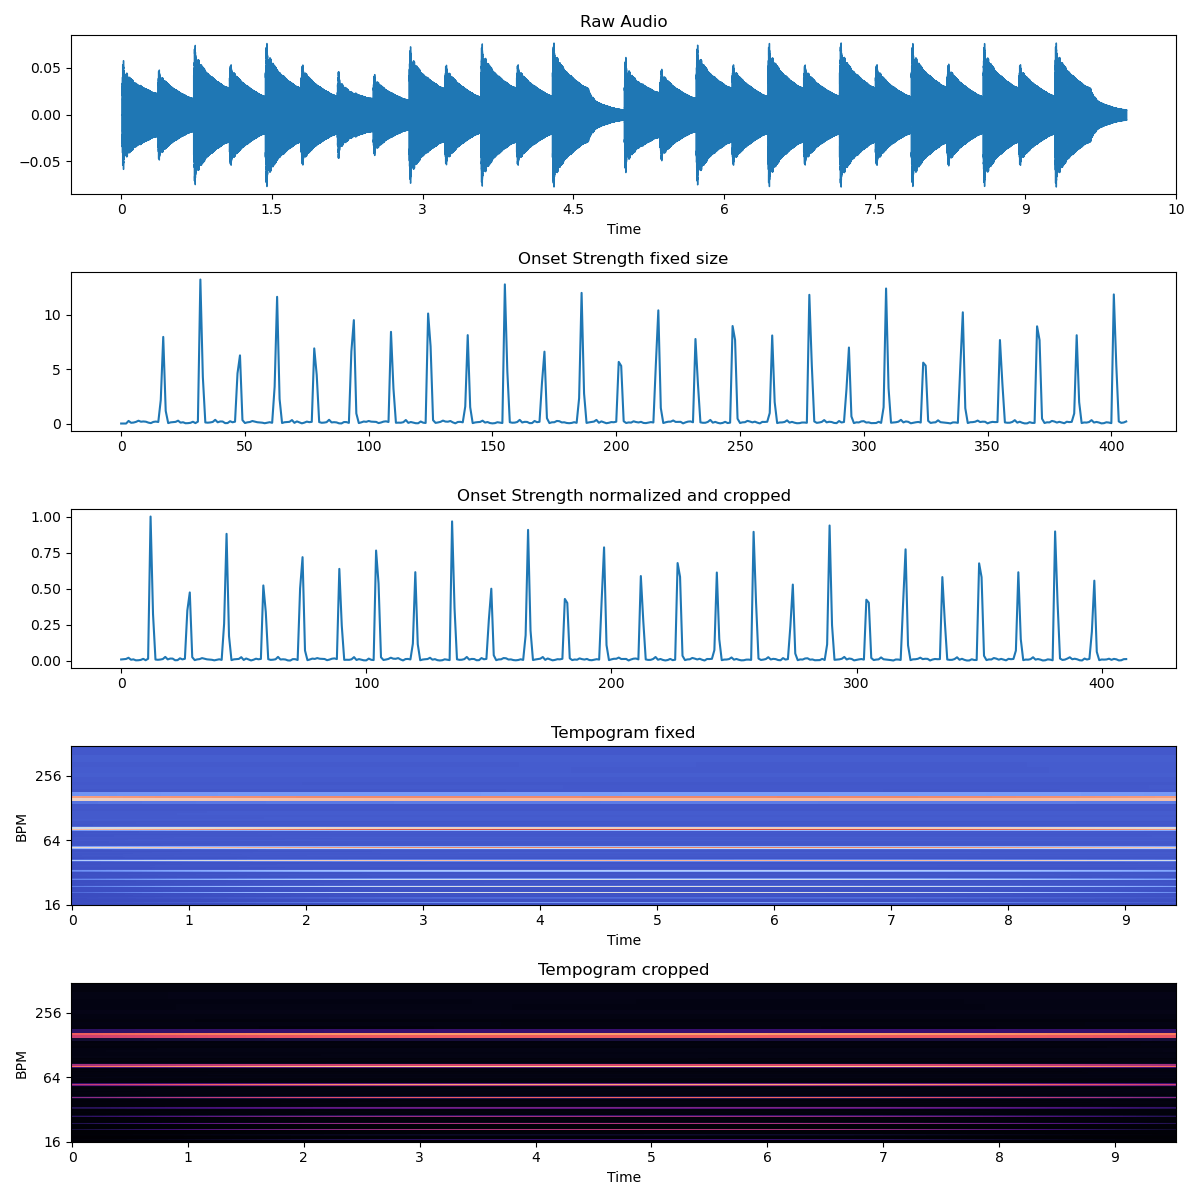 Raw Audio
0.05
0.00
−0.05
0 1.5 3 4.5 6 7.5 9 10
Time
Onset Strength fixed size
10
5
0
0 50 100 150 200 250 300 350 400
Onset Strength normalized and cropped
1.00
0.75
0.50
0.25
0.00
0 100 200 300 400
Tempogram fixed
256
64
16
BPM
0 1 2 3 4 5 6 7 8 9
Time
Tempogram cropped
256
64
16
BPM
0 1 2 3 4 5 6 7 8 9
Time